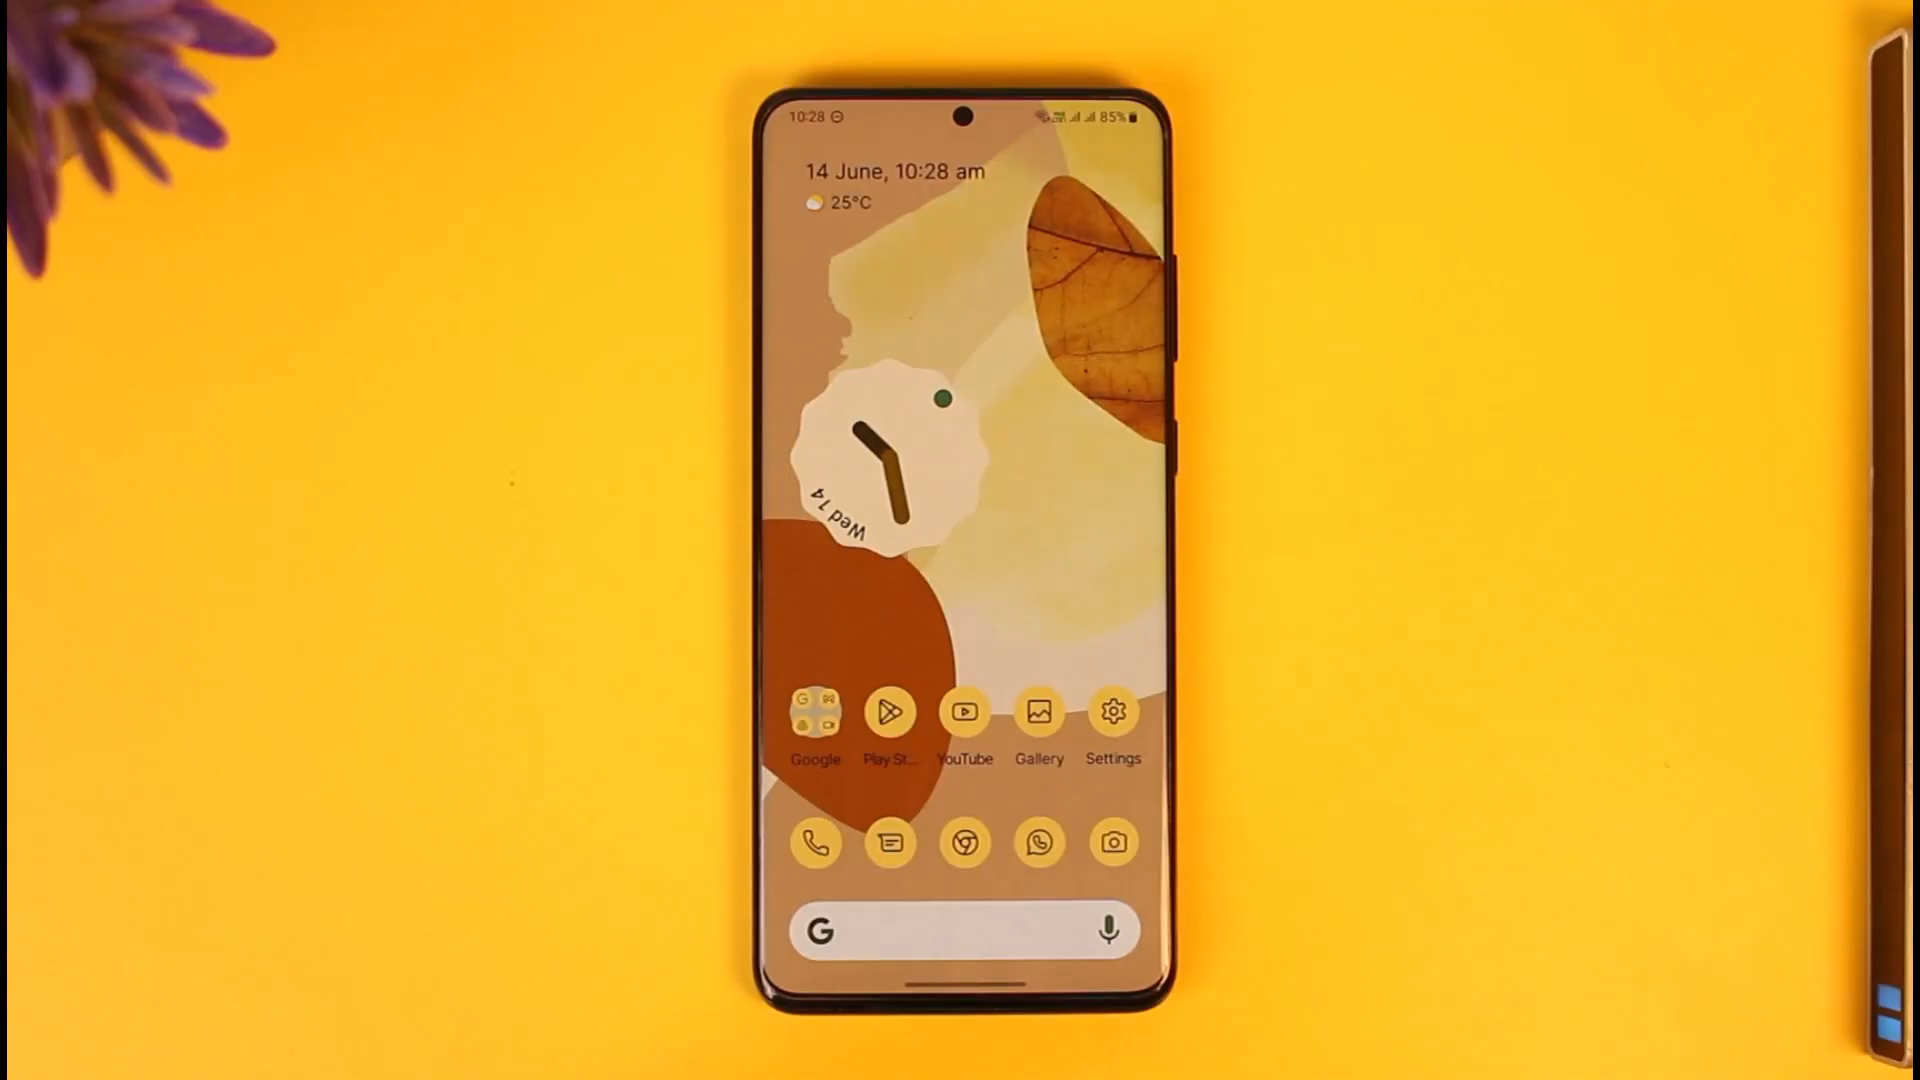 10:28
85%
14 June, 10:28 am
25°C
Wed 14
Google
Play St...
YouTube
Gallery
Settings
G